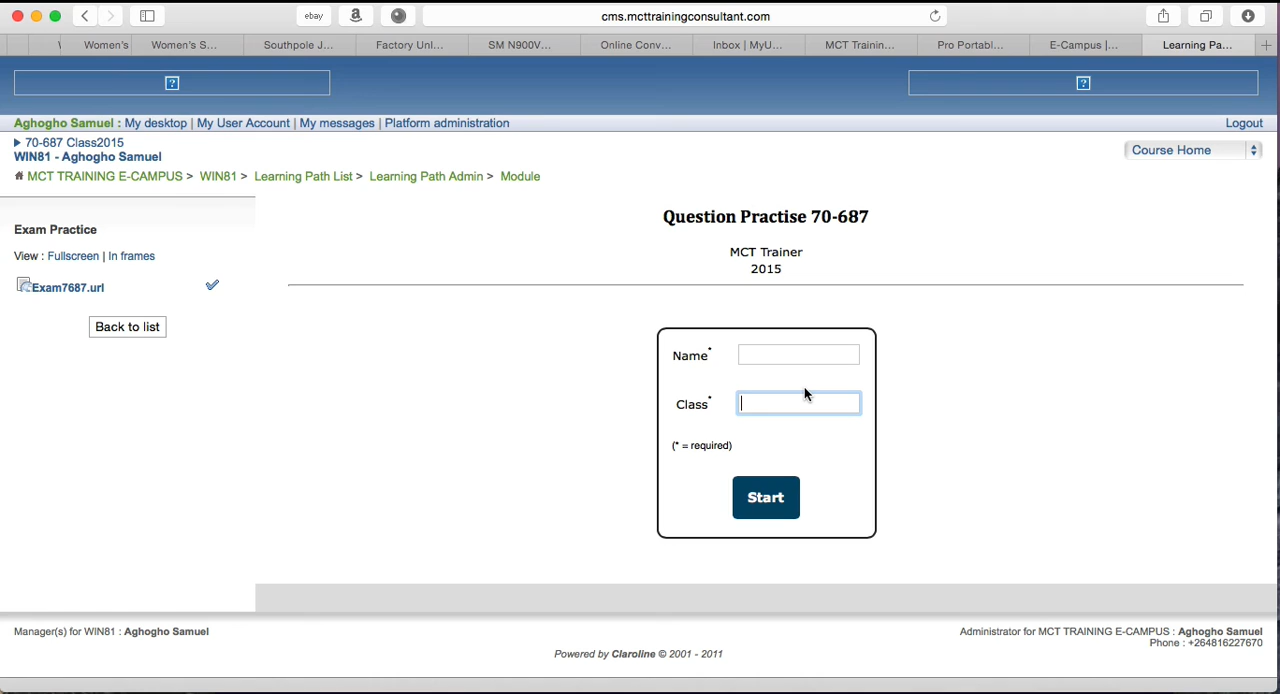 ebay
a
cms.mcttrainingconsultant.com
Women's
Women's S...
Southpole J...
Factory Unl...
SM N900V...
Online Conv...
Inbox | MyU...
MCT Trainin...
Pro Portabl...
E-Campus |...
Learning Pa...
+
?
?
Aghogho Samuel : My desktop | My User Account | My messages | Platform administration
Logout
70-687 Class2015
WIN81 - Aghogho Samuel
Course Home
MCT TRAINING E-CAMPUS > WIN81 > Learning Path List > Learning Path Admin > Module
Exam Practice
View : Fullscreen | In frames
Exam7687.url
Back to list
Question Practise 70-687
MCT Trainer
2015
Name*
Class*
(* = required)
Start
Manager(s) for WIN81 : Aghogho Samuel
Administrator for MCT TRAINING E-CAMPUS : Aghogho Samuel
Phone : +264816227670
Powered by Claroline © 2001 - 2011